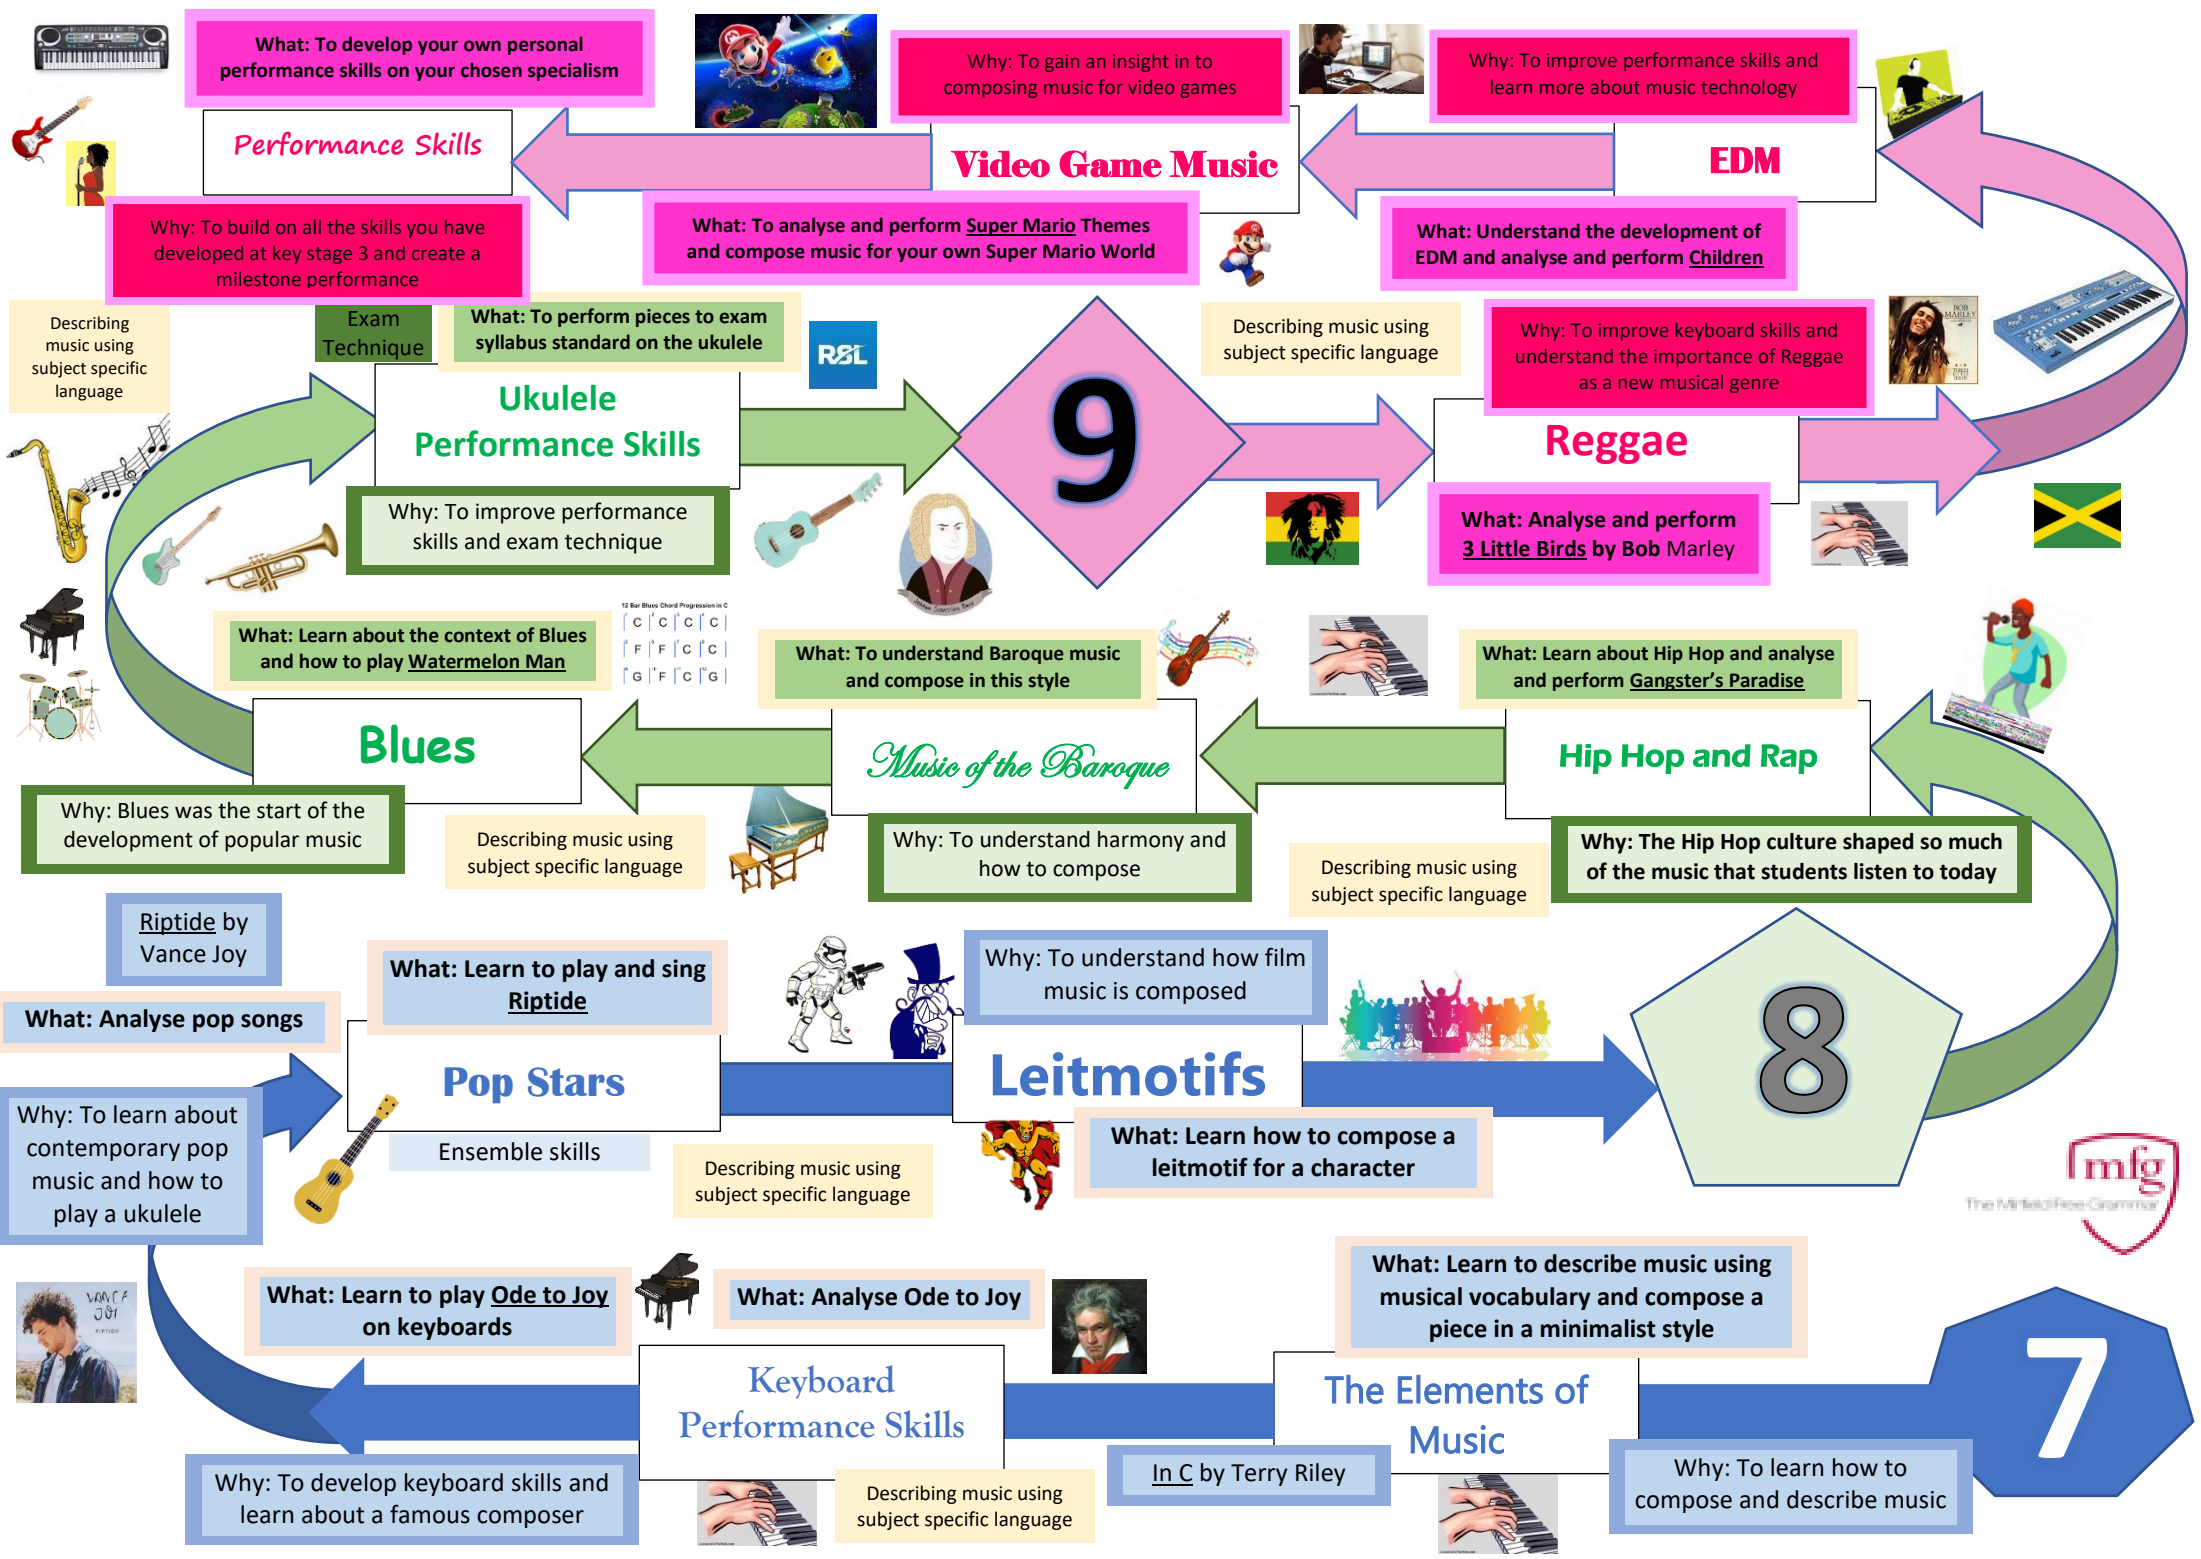 What: To develop your own personal
performance skills on your chosen specialism
Performance Skills
Why: To build on all the skills you have
developed at key stage 3 and create a
milestone performance
Why: To gain an insight in to
composing music for video games
Video Game Music
What: To analyse and perform Super Mario Themes
and compose music for your own Super Mario World
Why: To improve performance skills and
learn more about music technology
EDM
What: Understand the development of
EDM and analyse and perform Children
Describing
music using
subject specific
language
Exam
Technique
What: To perform pieces to exam
syllabus standard on the ukulele
RSL
Ukulele
Performance Skills
Why: To improve performance
skills and exam technique
9
Describing music using
subject specific language
Why: To improve keyboard skills and
understand the importance of Reggae
as a new musical genre
BOB
MARLEY
Reggae
What: Analyse and perform
3 Little Birds by Bob Marley
What: Learn about the context of Blues
and how to play Watermelon Man
12 Bar Blues Chord Progression in C
C C C C
F F C C
G F C G
Blues
Why: Blues was the start of the
development of popular music
Describing music using
subject specific language
What: To understand Baroque music
and compose in this style
Music of the Baroque
Why: To understand harmony and
how to compose
What: Learn about Hip Hop and analyse
and perform Gangster's Paradise
Hip Hop and Rap
Why: The Hip Hop culture shaped so much
of the music that students listen to today
Describing music using
subject specific language
Riptide by
Vance Joy
What: Analyse pop songs
Why: To learn about
contemporary pop
music and how to
play a ukulele
What: Learn to play and sing
Riptide
Pop Stars
Ensemble skills
Describing music using
subject specific language
Why: To understand how film
music is composed
Leitmotifs
What: Learn how to compose a
leitmotif for a character
8
mfg
The Mirfield Free Grammar
VANCE
JOY
RIPTIDE
What: Learn to play Ode to Joy
on keyboards
What: Analyse Ode to Joy
Keyboard
Performance Skills
Why: To develop keyboard skills and
learn about a famous composer
Describing music using
subject specific language
What: Learn to describe music using
musical vocabulary and compose a
piece in a minimalist style
The Elements of
Music
In C by Terry Riley
Why: To learn how to
compose and describe music
7